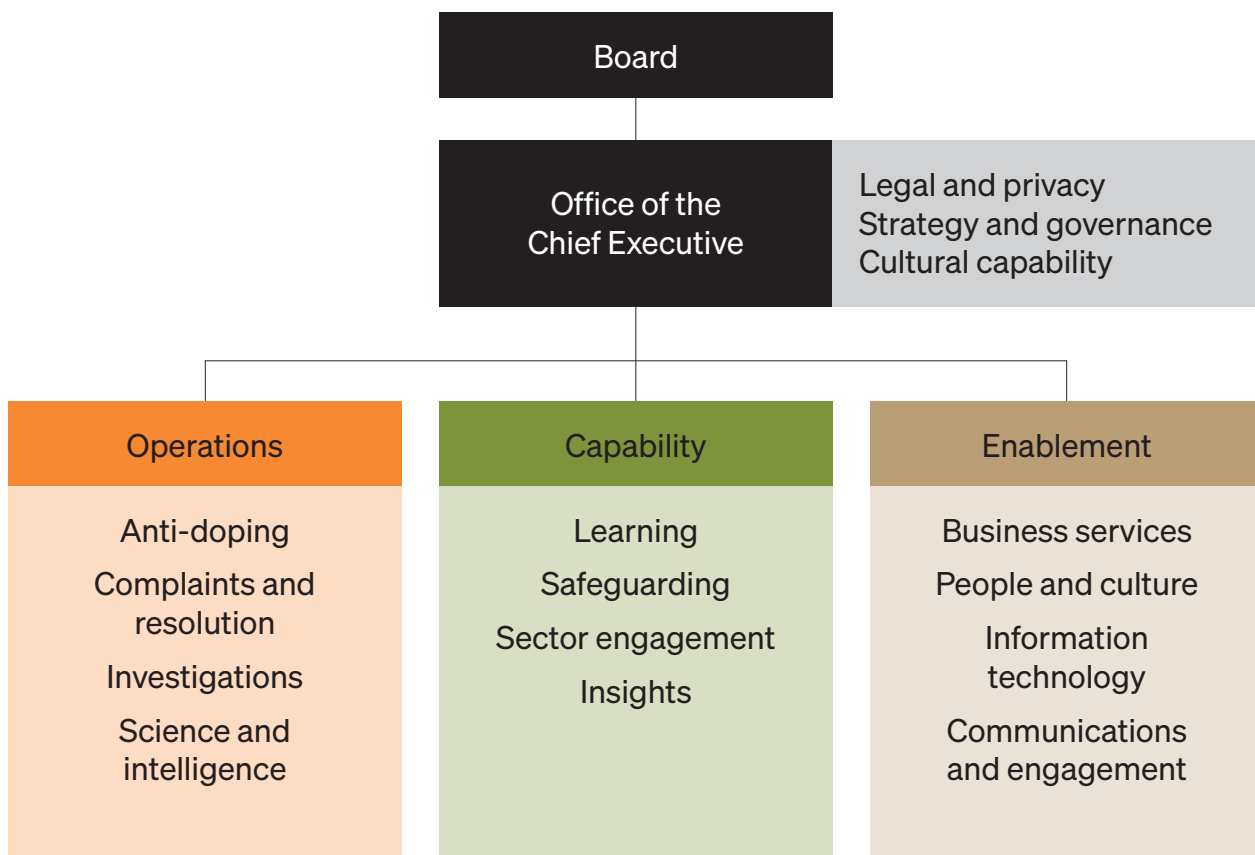 Board
Office of the
Chief Executive
Legal and privacy
Strategy and governance
Cultural capability
Operations
Anti-doping
Complaints and
resolution
Investigations
Science and
intelligence
Capability
Learning
Safeguarding
Sector engagement
Insights
Enablement
Business services
People and culture
Information
technology
Communications
and engagement